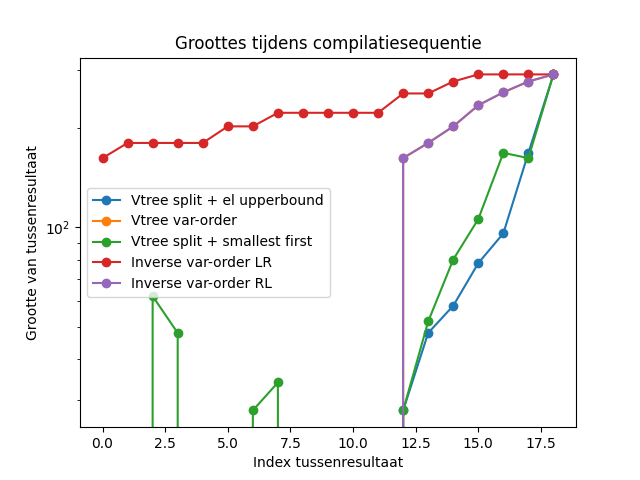 Groottes tijdens compilatiesequentie
Grootte van tussenresultaat
10²
Vtree split + el upperbound
Vtree var-order
Vtree split + smallest first
Inverse var-order LR
Inverse var-order RL
0.0 2.5 5.0 7.5 10.0 12.5 15.0 17.5
Index tussenresultaat